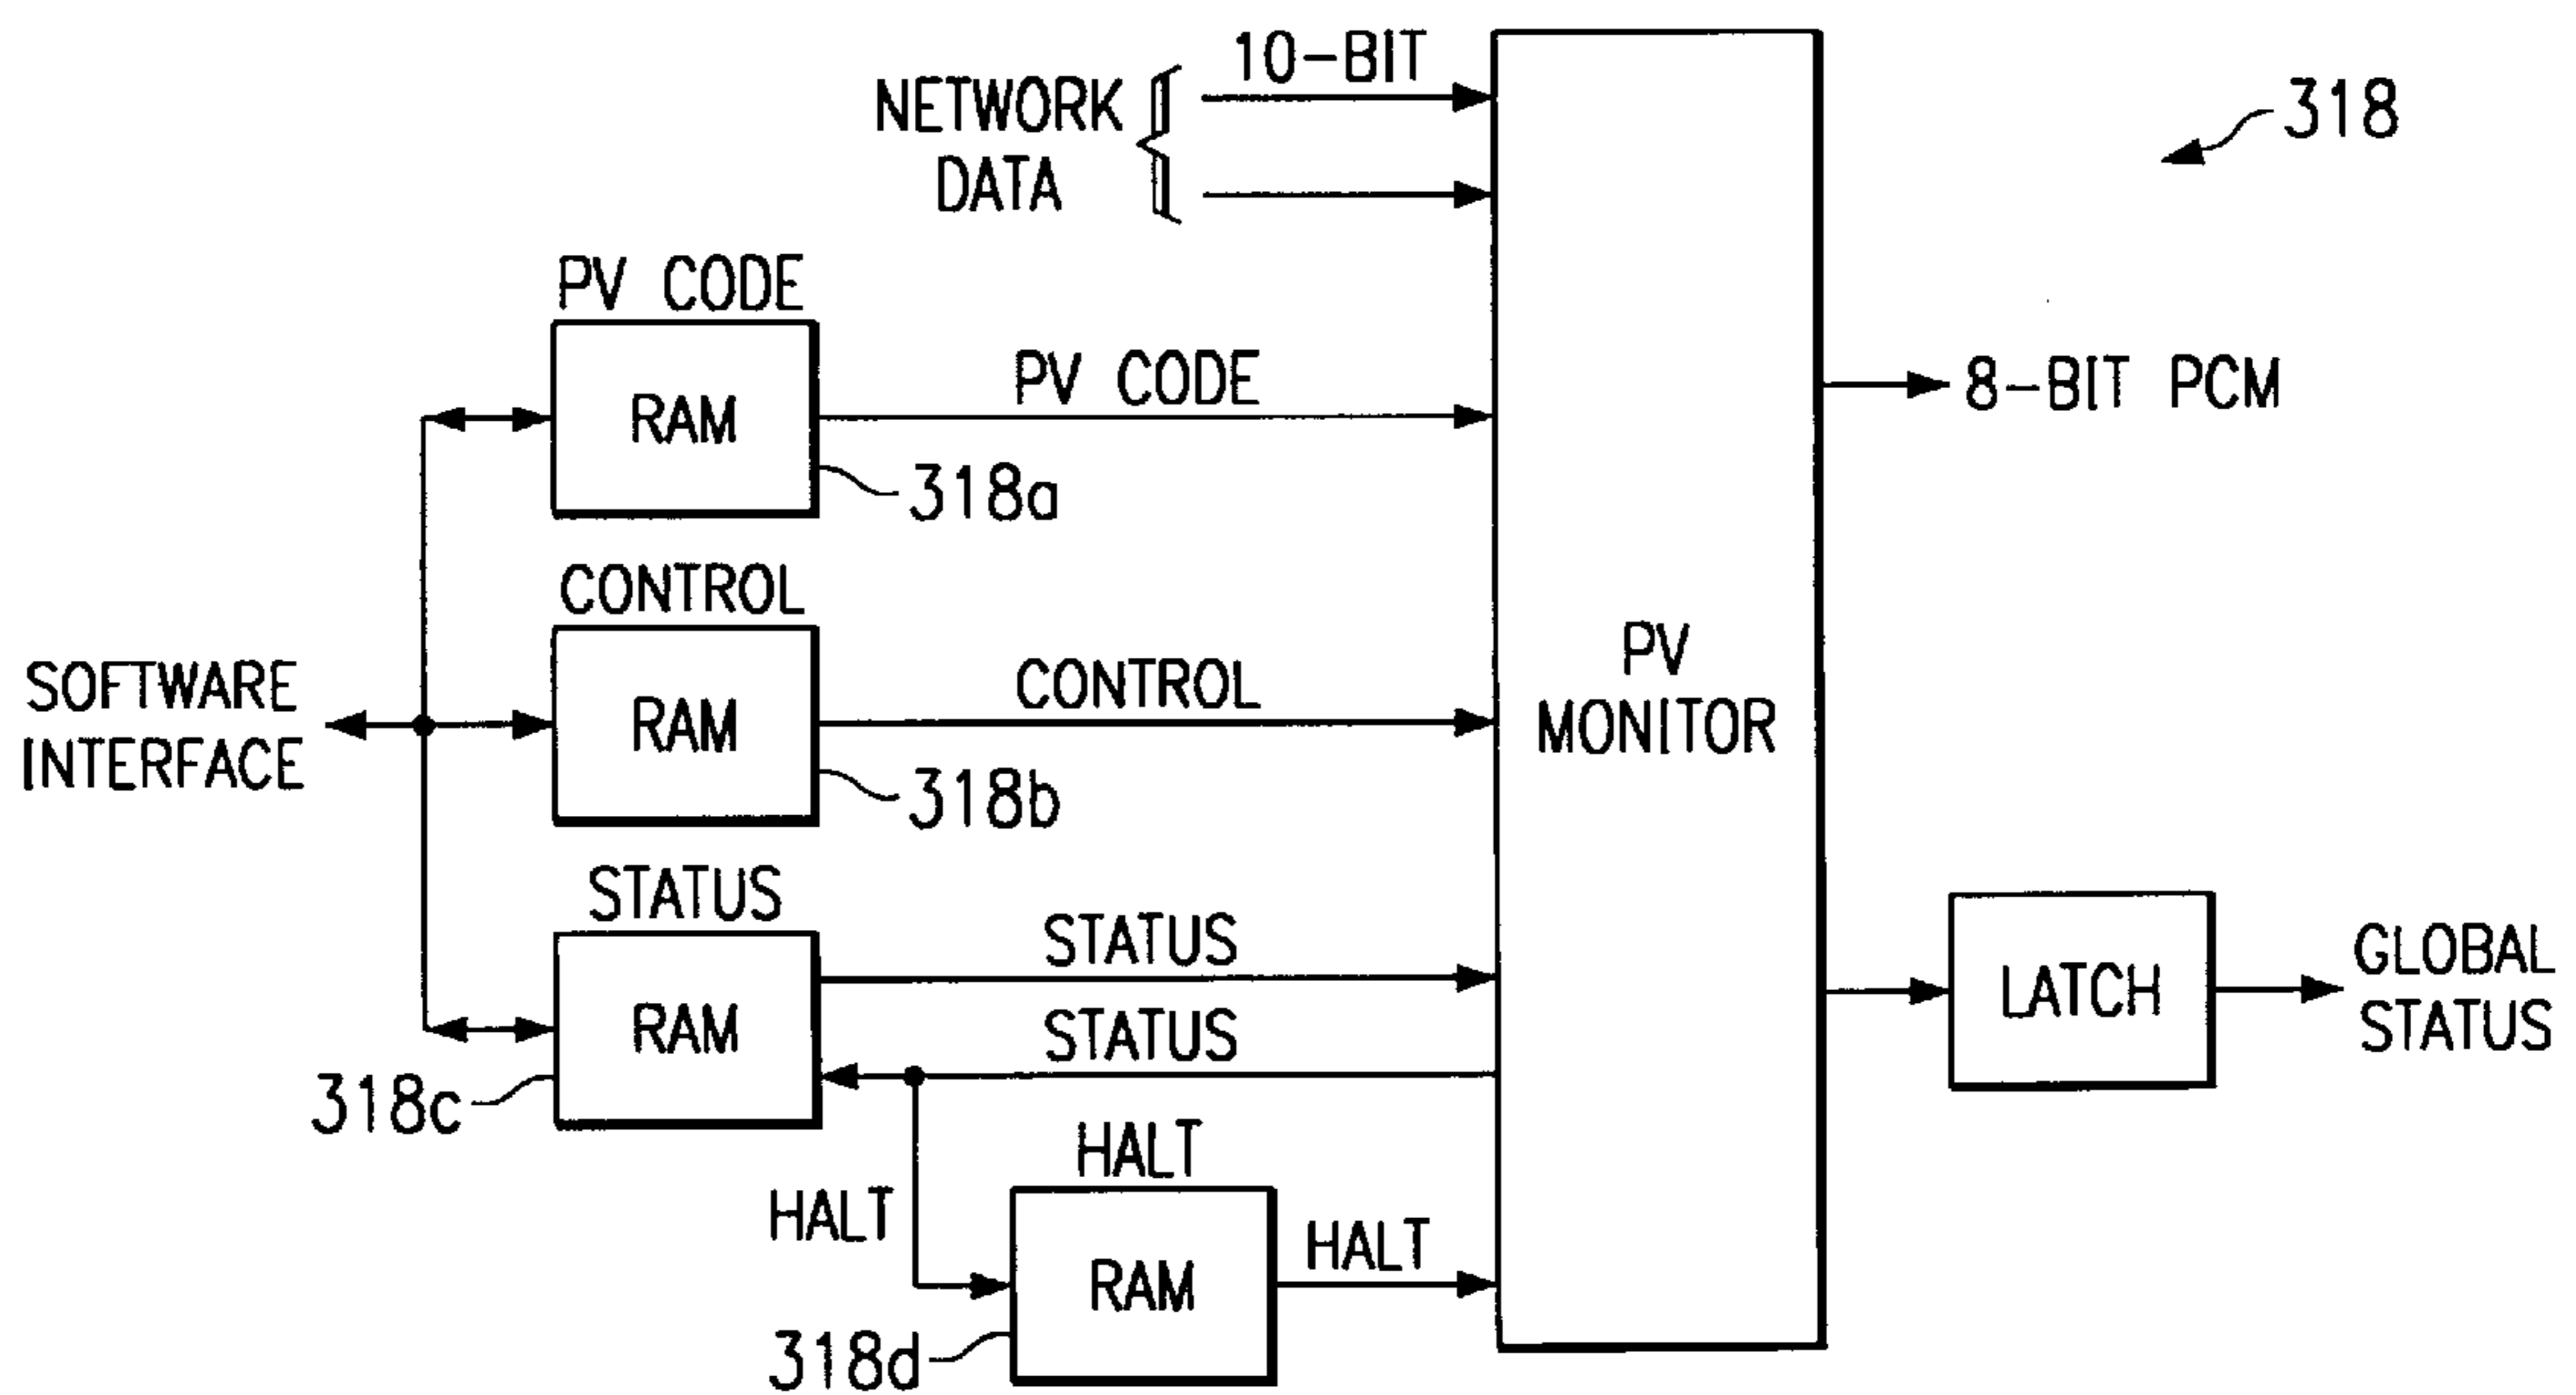 10-BIT
NETWORK
DATA
318
PV CODE
RAM
PV CODE
318a
8-BIT PCM
CONTROL
RAM
CONTROL
318b
SOFTWARE
INTERFACE
PV
MONITOR
STATUS
RAM
STATUS
STATUS
318c
LATCH
GLOBAL
STATUS
HALT
HALT
RAM
HALT
318d